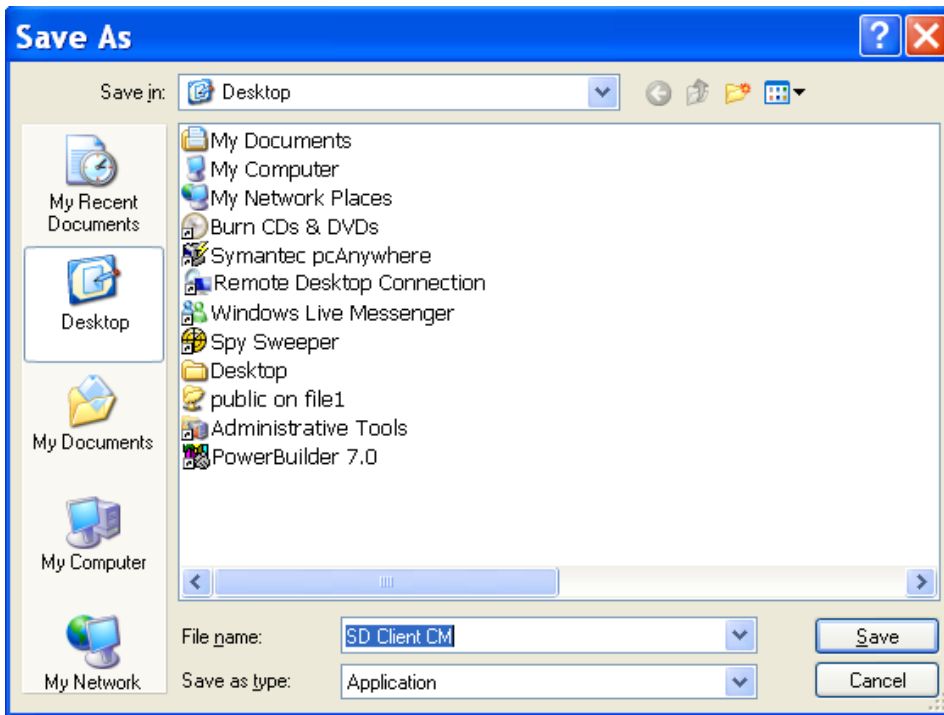 Save As
Save in:
Desktop
My Recent
Documents
Desktop
My Documents
My Computer
My Network
My Documents
My Computer
My Network Places
Burn CDs & DVDs
Symantec pcAnywhere
Remote Desktop Connection
Windows Live Messenger
Spy Sweeper
Desktop
public on file1
Administrative Tools
PowerBuilder 7.0
File name:
SD Client CM
Save
Save as type:
Application
Cancel